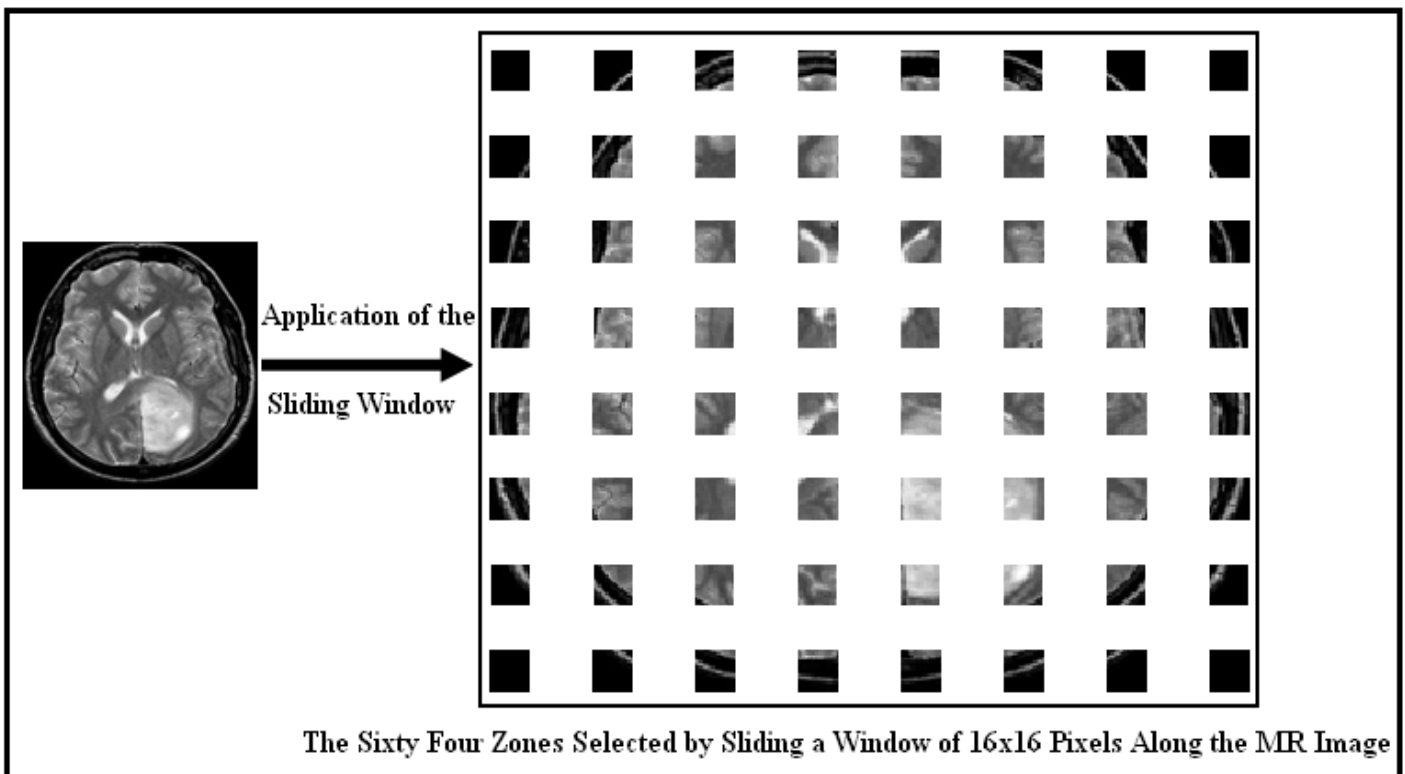 Application of the
Sliding Window
The Sixty Four Zones Selected by Sliding a Window of 16x16 Pixels Along the MR Image